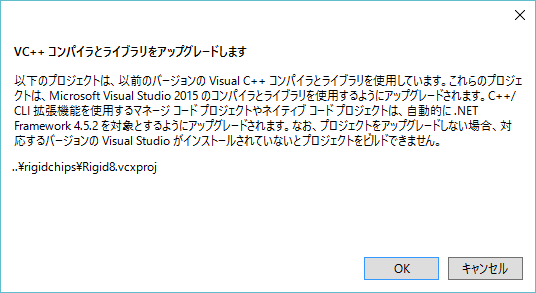 VC++ コンパイラとライブラリをアップグレードします
以下のプロジェクトは、以前のバージョンの Visual C++ コンパイラとライブラリを使用しています。これらのプロジェ
クトは、Microsoft Visual Studio 2015 のコンパイラとライブラリを使用するようにアップグレードされます。C++/
CLI 拡張機能を使用するマネージ コード プロジェクトやネイティブ コード プロジェクトは、自動的に .NET
Framework 4.5.2 を対象とするようにアップグレードされます。なお、プロジェクトをアップグレードしない場合、対
応するバージョンの Visual Studio がインストールされていないとプロジェクトをビルドできません。
..¥rigidchips¥Rigid8.vcxproj
OK
キャンセル